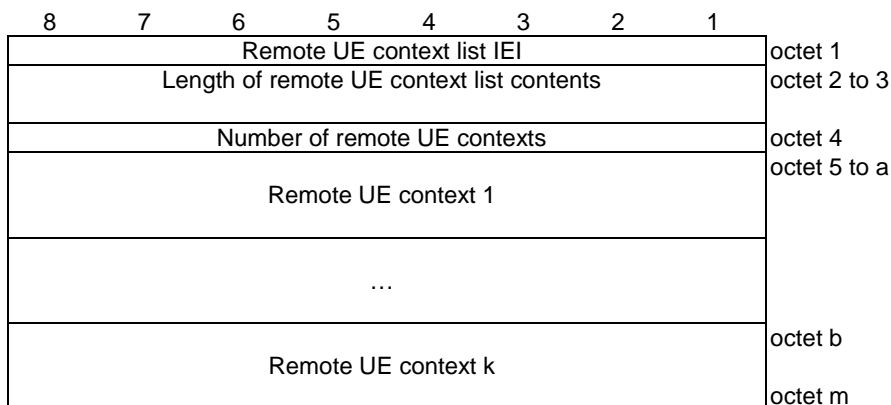 8 7 6 5 4 3 2 1
Remote UE context list IEI octet 1
Length of remote UE context list contents octet 2 to 3
Number of remote UE contexts octet 4
octet 5 to a
Remote UE context 1
…
octet b
Remote UE context k
octet m